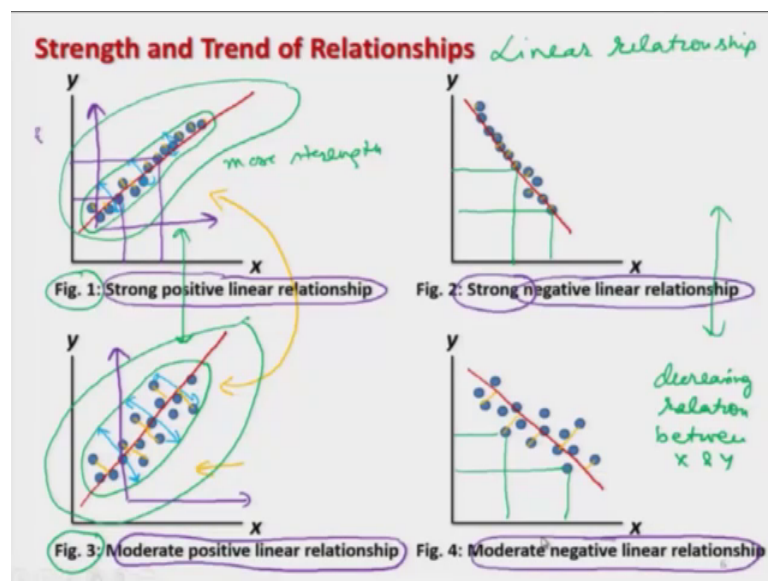 Strength and Trend of Relationships Linear relationship
y
y
more strength
x
x
Fig. 1: Strong positive linear relationship
Fig. 2: Strong negative linear relationship
y
y
decreasing
relation
between
x & y
x
x
Fig. 3: Moderate positive linear relationship
Fig. 4: Moderate negative linear relationship
6